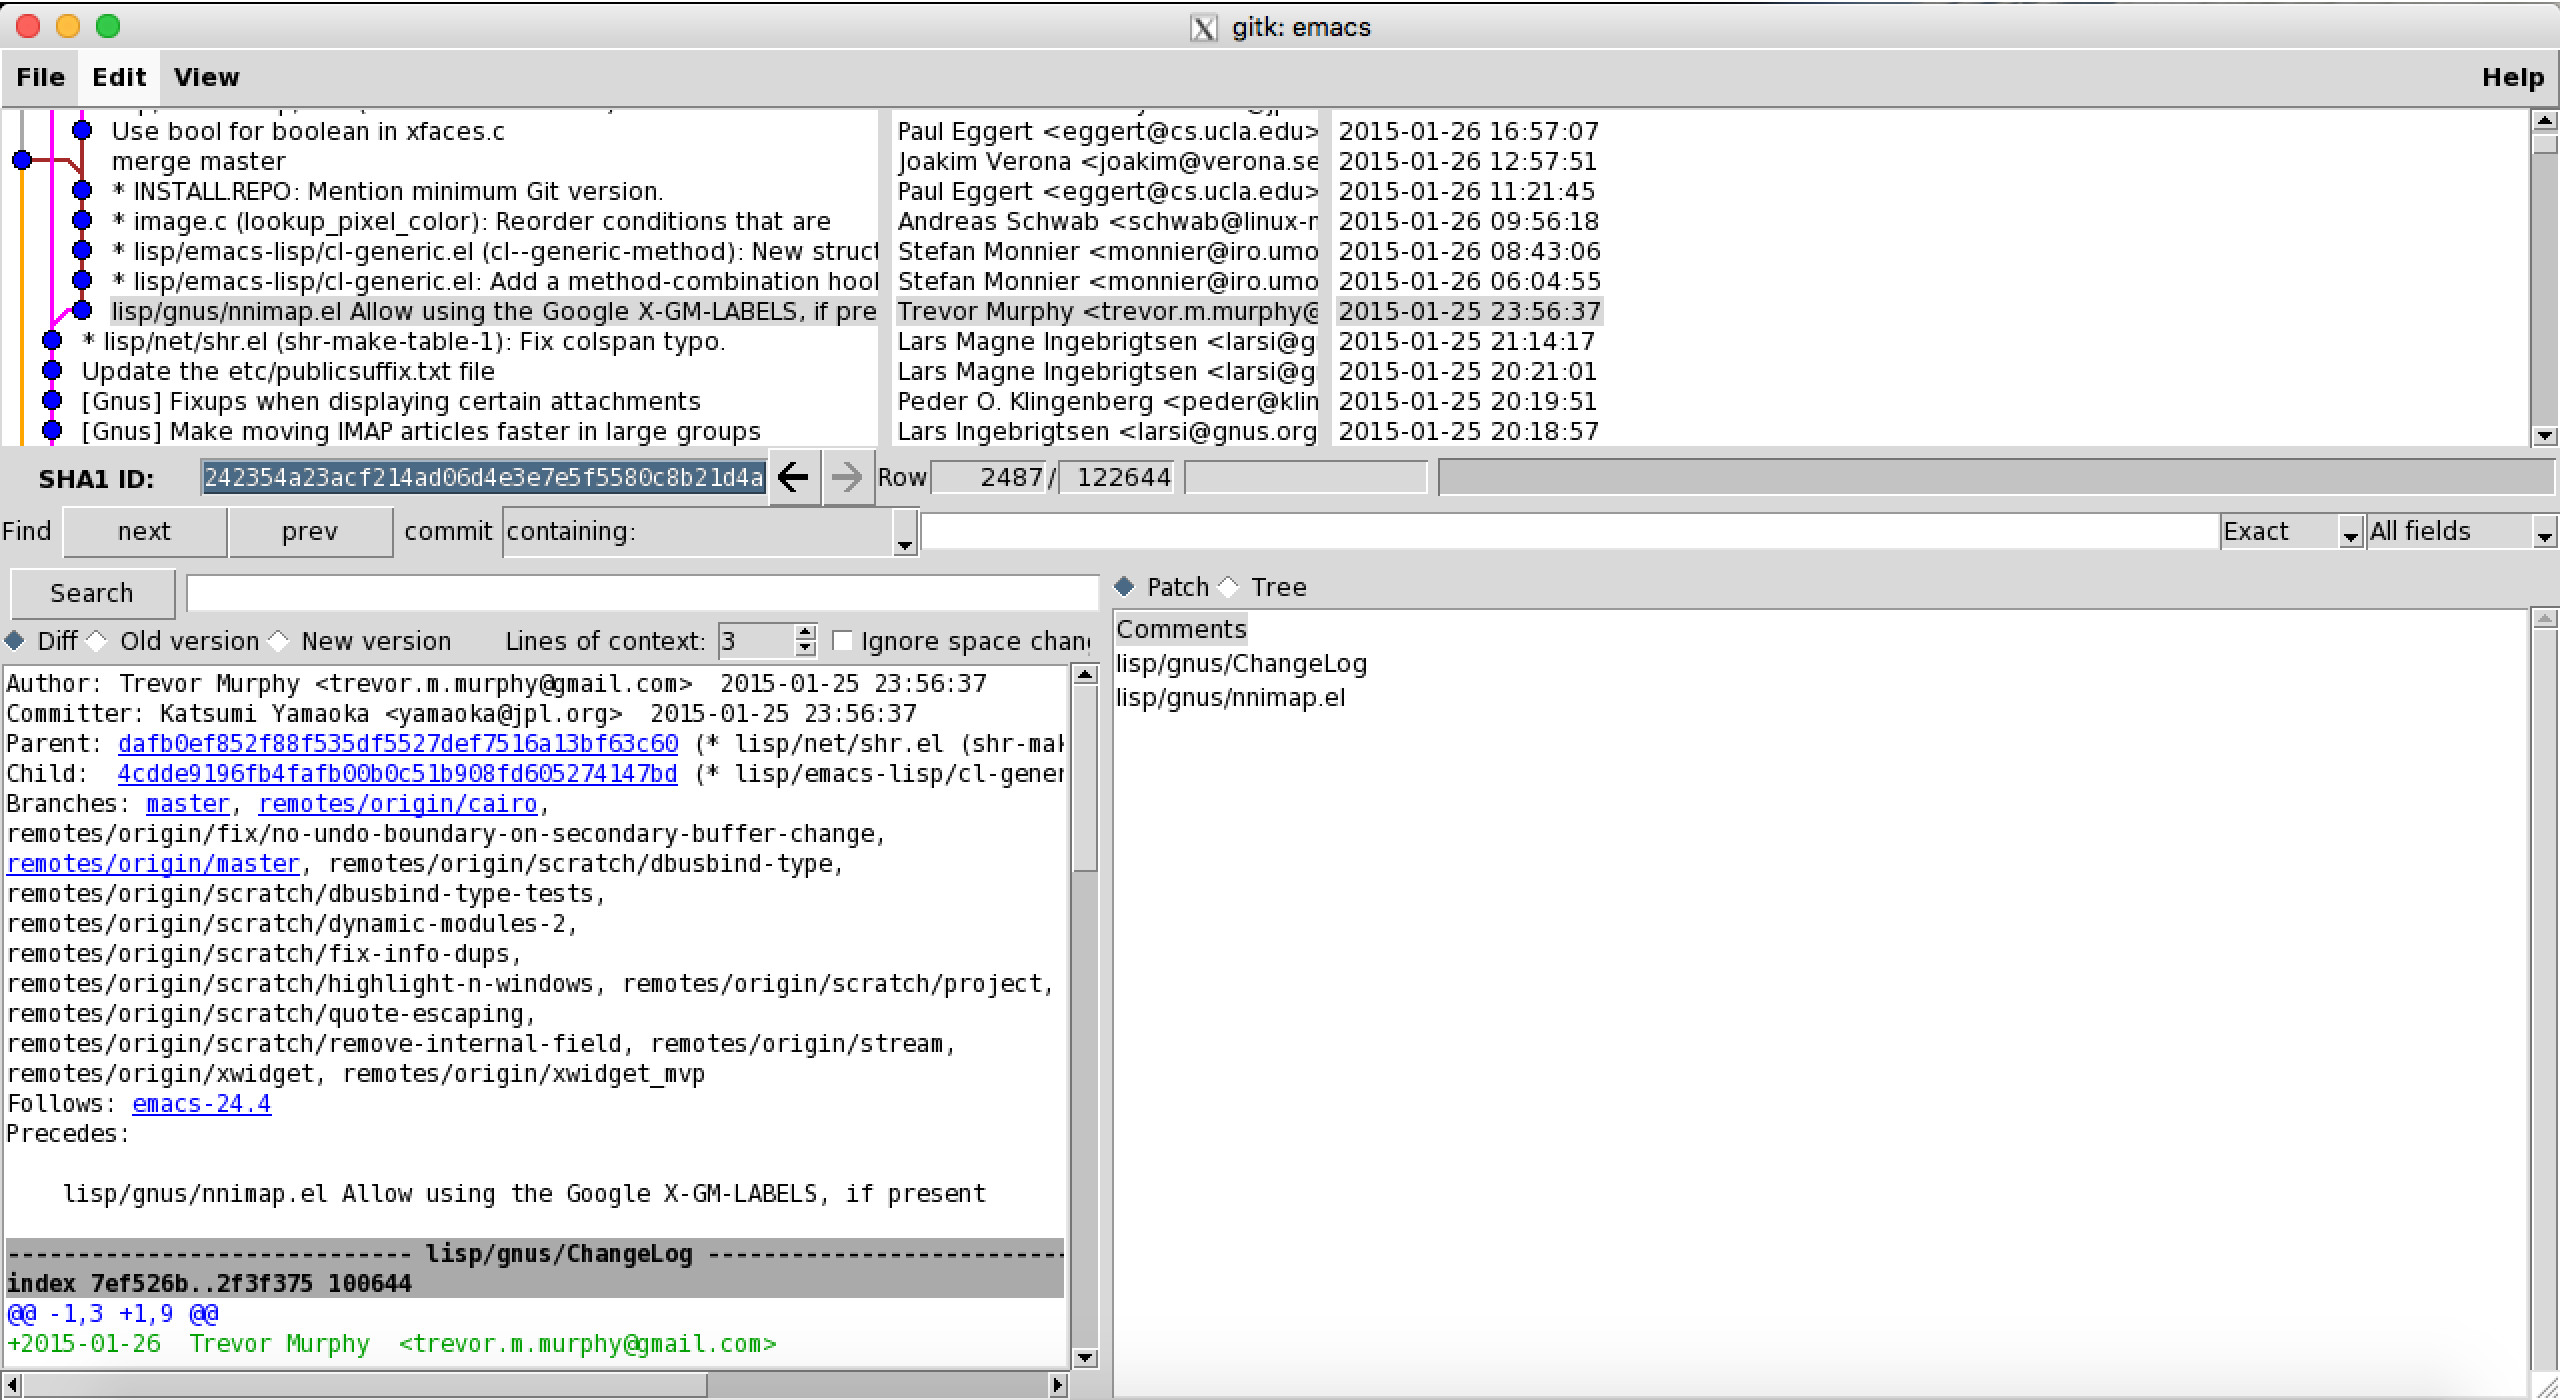 gitk: emacs
File Edit View Help
Use bool for boolean in xfaces.c Paul Eggert <eggert@cs.ucla.edu> 2015-01-26 16:57:07
merge master Joakim Verona <joakim@verona.se 2015-01-26 12:57:51
* INSTALL.REPO: Mention minimum Git version. Paul Eggert <eggert@cs.ucla.edu> 2015-01-26 11:21:45
* image.c (lookup_pixel_color): Reorder conditions that are Andreas Schwab <schwab@linux- 2015-01-26 09:56:18
* lisp/emacs-lisp/cl-generic.el (cl--generic-method): New struct Stefan Monnier <monnier@iro.umo 2015-01-26 08:43:06
* lisp/emacs-lisp/cl-generic.el: Add a method-combination hool Stefan Monnier <monnier@iro.umo 2015-01-26 06:04:55
lisp/gnus/nnimap.el Allow using the Google X-GM-LABELS, if pre Trevor Murphy <trevor.m.murphy@ 2015-01-25 23:56:37
* lisp/net/shr.el (shr-make-table-1): Fix colspan typo. Lars Magne Ingebrigtsen <larsi@g 2015-01-25 21:14:17
Update the etc/publicsuffix.txt file Lars Magne Ingebrigtsen <larsi@g 2015-01-25 20:21:01
[Gnus] Fixups when displaying certain attachments Peder O. Klingenberg <peder@klin 2015-01-25 20:19:51
[Gnus] Make moving IMAP articles faster in large groups Lars Ingebrigtsen <larsi@gnus.org 2015-01-25 20:18:57
SHA1 ID: 242354a23acf214ad06d4e3e7e5f5580c8b21d4a Row 2487 / 122644
Find next prev commit containing: Exact All fields
Search
Diff Old version New version Lines of context: 3 Ignore space chang
Author: Trevor Murphy <trevor.m.murphy@gmail.com>  2015-01-25 23:56:37
Committer: Katsumi Yamaoka <yamaoka@jpl.org>  2015-01-25 23:56:37
Parent: dafb0ef852f88f535df5527def7516a13bf63c60 (* lisp/net/shr.el (shr-mak
Child:  4cdde9196fb4fafb00b0c51b908fd605274147bd (* lisp/emacs-lisp/cl-gener
Branches: master, remotes/origin/cairo,
remotes/origin/fix/no-undo-boundary-on-secondary-buffer-change,
remotes/origin/master, remotes/origin/scratch/dbusbind-type,
remotes/origin/scratch/dbusbind-type-tests,
remotes/origin/scratch/dynamic-modules-2,
remotes/origin/scratch/fix-info-dups,
remotes/origin/scratch/highlight-n-windows, remotes/origin/scratch/project,
remotes/origin/scratch/quote-escaping,
remotes/origin/scratch/remove-internal-field, remotes/origin/stream,
remotes/origin/xwidget, remotes/origin/xwidget_mvp
Follows: emacs-24.4
Precedes:
lisp/gnus/nnimap.el Allow using the Google X-GM-LABELS, if present
----------------------------- lisp/gnus/ChangeLog --------------------------
index 7ef526b..2f3f375 100644
@@ -1,3 +1,9 @@
+2015-01-26  Trevor Murphy  <trevor.m.murphy@gmail.com>
Patch Tree
Comments
lisp/gnus/ChangeLog
lisp/gnus/nnimap.el